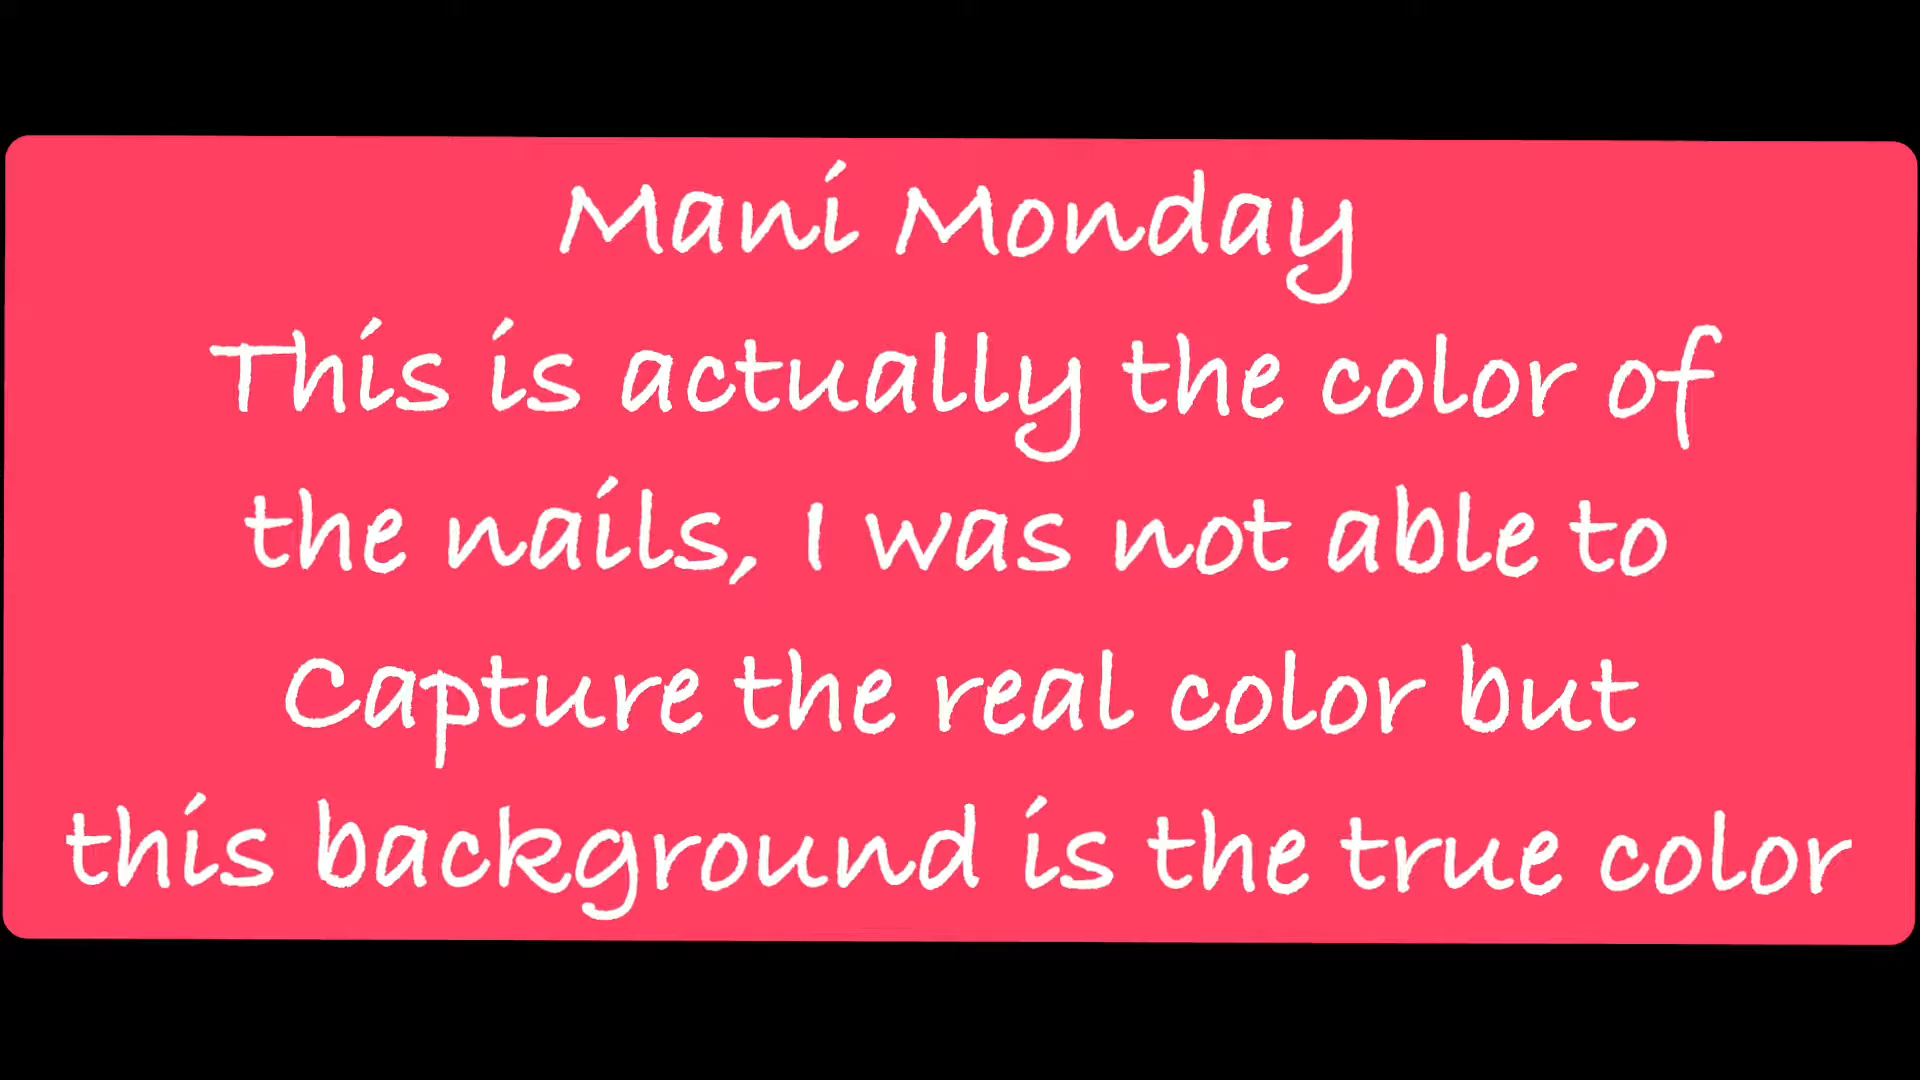 Mani Monday
This is actually the color of
the nails, I was not able to
Capture the real color but
this background is the true color